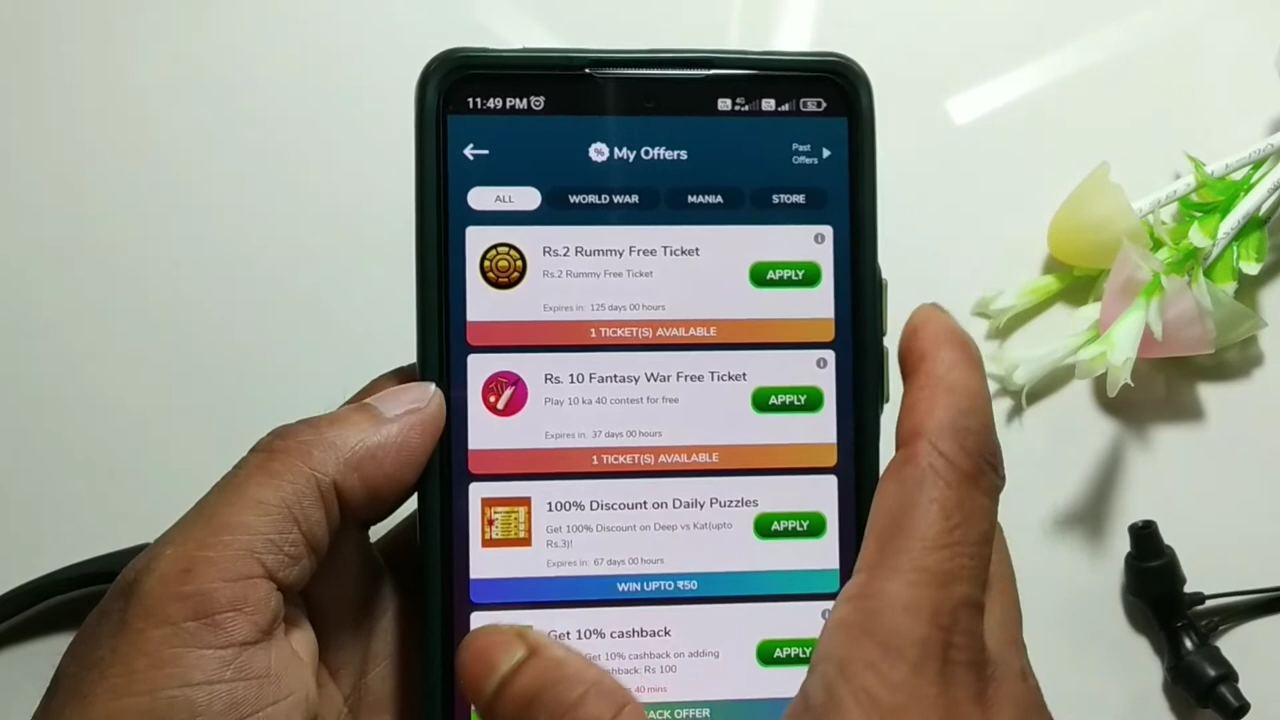 11:49 PM
4G
52
My Offers
Past
Offers
ALL
WORLD WAR
MANIA
STORE
Rs.2 Rummy Free Ticket
Rs.2 Rummy Free Ticket
APPLY
Expires in: 125 days 00 hours
1 TICKET(S) AVAILABLE
Rs. 10 Fantasy War Free Ticket
Play 10 ka 40 contest for free
APPLY
Expires in: 37 days 00 hours
1 TICKET(S) AVAILABLE
100% Discount on Daily Puzzles
Get 100% Discount on Deep vs Kat(upto
Rs.3)!
APPLY
Expires in: 67 days 00 hours
WIN UPTO ₹50
Get 10% cashback
Get 10% cashback on adding
Rs 100
APPLY
40 mins
OFFER